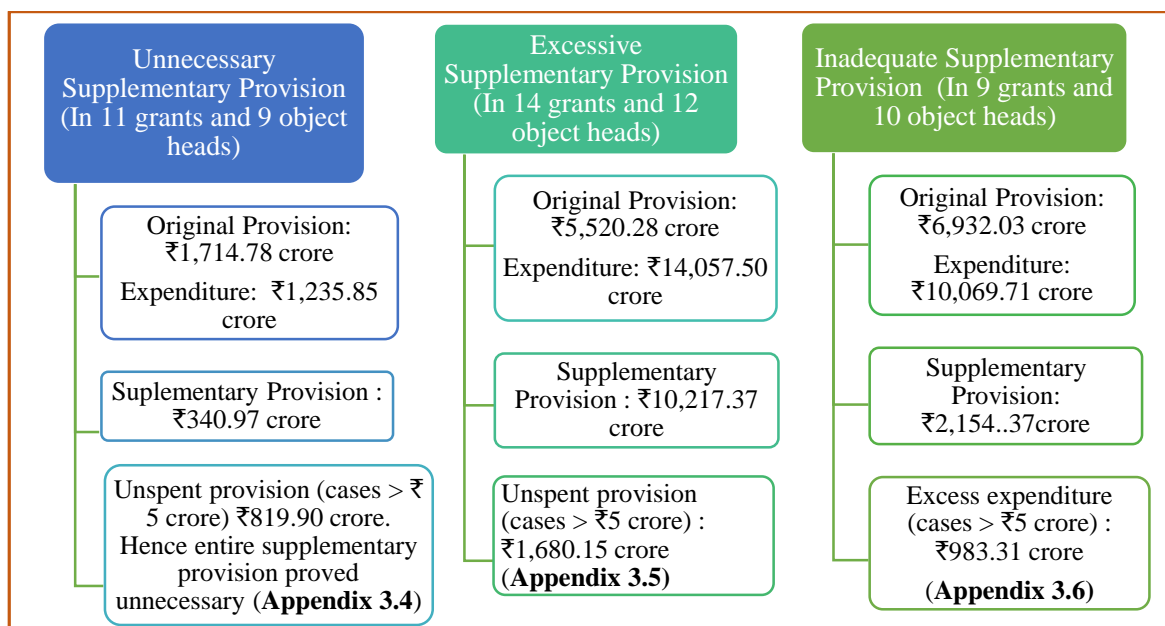 Unnecessary
Supplementary Provision
(In 11 grants and 9 object
heads)
Original Provision:
₹1,714.78 crore
Expenditure: ₹1,235.85
crore
Suplementary Provision :
₹340.97 crore
Unspent provision (cases > ₹
5 crore) ₹819.90 crore.
Hence entire supplementary
provision proved
unnecessary (Appendix 3.4)
Excessive
Supplementary Provision
(In 14 grants and 12
object heads)
Original Provision:
₹5,520.28 crore
Expenditure: ₹14,057.50
crore
Supplementary
Provision : ₹10,217.37
crore
Unspent provision
(cases > ₹5 crore) :
₹1,680.15 crore
(Appendix 3.5)
Inadequate Supplementary
Provision (In 9 grants and
10 object heads)
Original Provision:
₹6,932.03 crore
Expenditure:
₹10,069.71 crore
Supplementary
Provision:
₹2,154..37crore
Excess expenditure
(cases > ₹5 crore) :
₹983.31 crore
(Appendix 3.6)